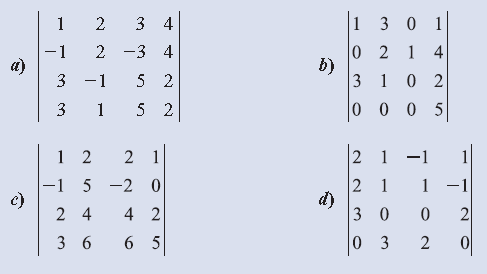 a) | 1 2 3 4 | b) | 1 3 0 1 |
| −1 2 −3 4 | | 0 2 1 4 |
| 3 −1 5 2 | | 3 1 0 2 |
| 3 1 5 2 | | 0 0 0 5 |
c) | 1 2 2 1 | d) | 2 1 −1 1 |
| −1 5 −2 0 | | 2 1 1 −1 |
| 2 4 4 2 | | 3 0 0 2 |
| 3 6 6 5 | | 0 3 2 0 |